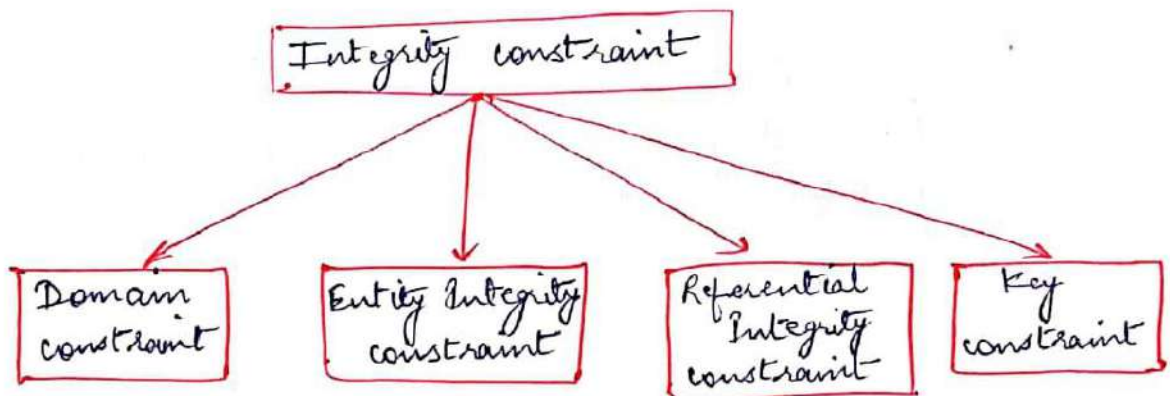 Integrity constraint
Domain
constraint
Entity Integrity
constraint
Referential
Integrity
constraint
Key
constraint